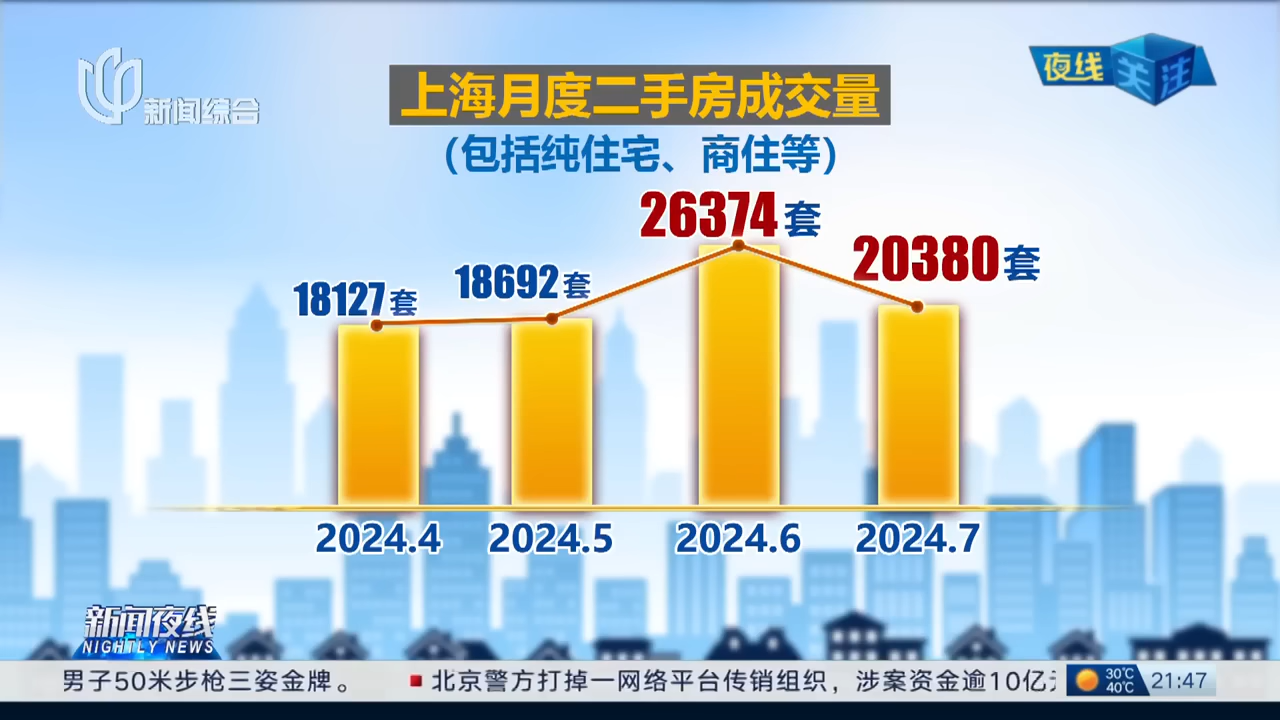 新闻综合
夜线
关注
上海月度二手房成交量
(包括纯住宅、商住等)
18127套
18692套
26374套
20380套
2024.4
2024.5
2024.6
2024.7
新闻夜线
NIGHTLY NEWS
男子50米步枪三姿金牌。
■北京警方打掉一网络平台传销组织，涉案资金逾10亿
30℃
40℃
21:47